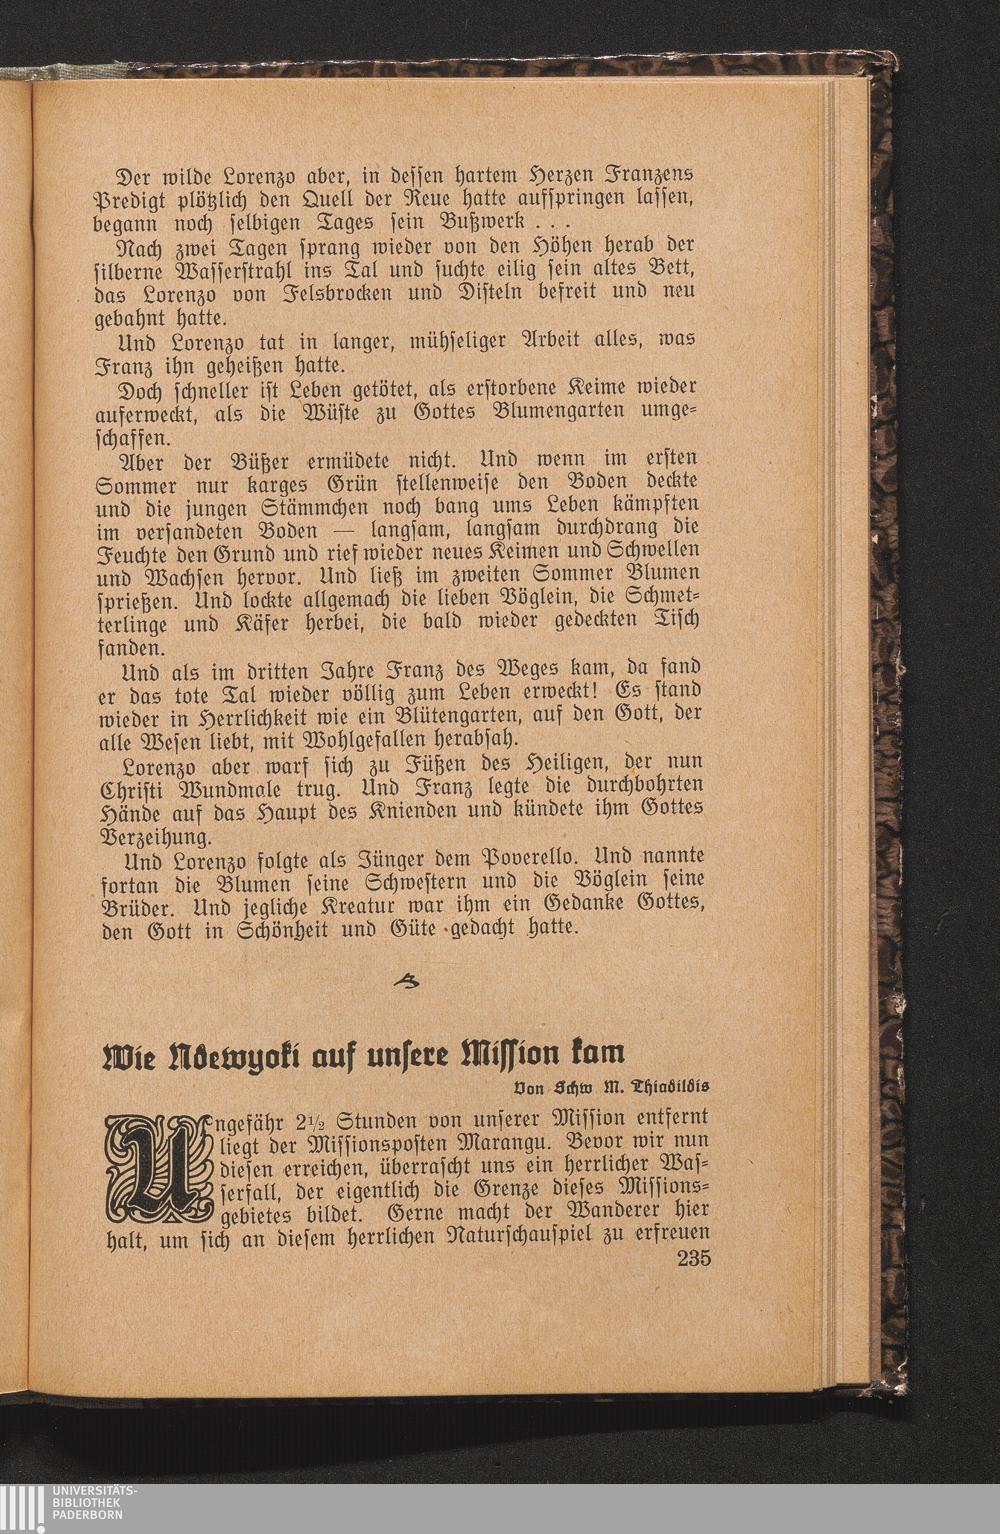 Der wilde Lorenzo aber, in dessen hartem Herzen Franzens
Predigt plötzlich den Quell der Reue hatte aufspringen lassen,
begann noch selbigen Tages sein Bußwerk . . .
Nach zwei Tagen sprang wieder von den Höhen herab der
silberne Wasserstrahl ins Tal und suchte eilig sein altes Bett,
das Lorenzo von Felsbrocken und Disteln befreit und neu
gebahnt hatte.
Und Lorenzo tat in langer, mühseliger Arbeit alles, was
Franz ihn geheißen hatte.
Doch schneller ist Leben getötet, als erstorbene Keime wieder
auferweckt, als die Wüste zu Gottes Blumengarten umge-
schaffen.
Aber der Büßer ermüdete nicht. Und wenn im ersten
Sommer nur karges Grün stellenweise den Boden deckte
und die jungen Stämmchen noch bang ums Leben kämpften
im versandeten Boden — langsam, langsam durchdrang die
Feuchte den Grund und rief wieder neues Keimen und Schwellen
und Wachsen hervor. Und ließ im zweiten Sommer Blumen
sprießen. Und lockte allgemach die lieben Vöglein, die Schmet-
terlinge und Käfer herbei, die bald wieder gedeckten Tisch
fanden.
Und als im dritten Jahre Franz des Weges kam, da fand
er das tote Tal wieder völlig zum Leben erweckt! Es stand
wieder in Herrlichkeit wie ein Blütengarten, auf den Gott, der
alle Wesen liebt, mit Wohlgefallen herabsah.
Lorenzo aber warf sich zu Füßen des Heiligen, der nun
Christi Wundmale trug. Und Franz legte die durchbohrten
Hände auf das Haupt des Knienden und kündete ihm Gottes
Verzeihung.
Und Lorenzo folgte als Jünger dem Poverello. Und nannte
fortan die Blumen seine Schwestern und die Vöglein seine
Brüder. Und jegliche Kreatur war ihm ein Gedanke Gottes,
den Gott in Schönheit und Güte gedacht hatte.
Wie Ndewyoki auf unsere Mission kam
Von Schw M. Thiadildis
Ungefähr 2½ Stunden von unserer Mission entfernt
liegt der Missionsposten Marangu. Bevor wir nun
diesen erreichen, überrascht uns ein herrlicher Was-
serfall, der eigentlich die Grenze dieses Missions-
gebietes bildet. Gerne macht der Wanderer hier
halt, um sich an diesem herrlichen Naturschauspiel zu erfreuen
235
UNIVERSITÄTS-
BIBLIOTHEK
PADERBORN